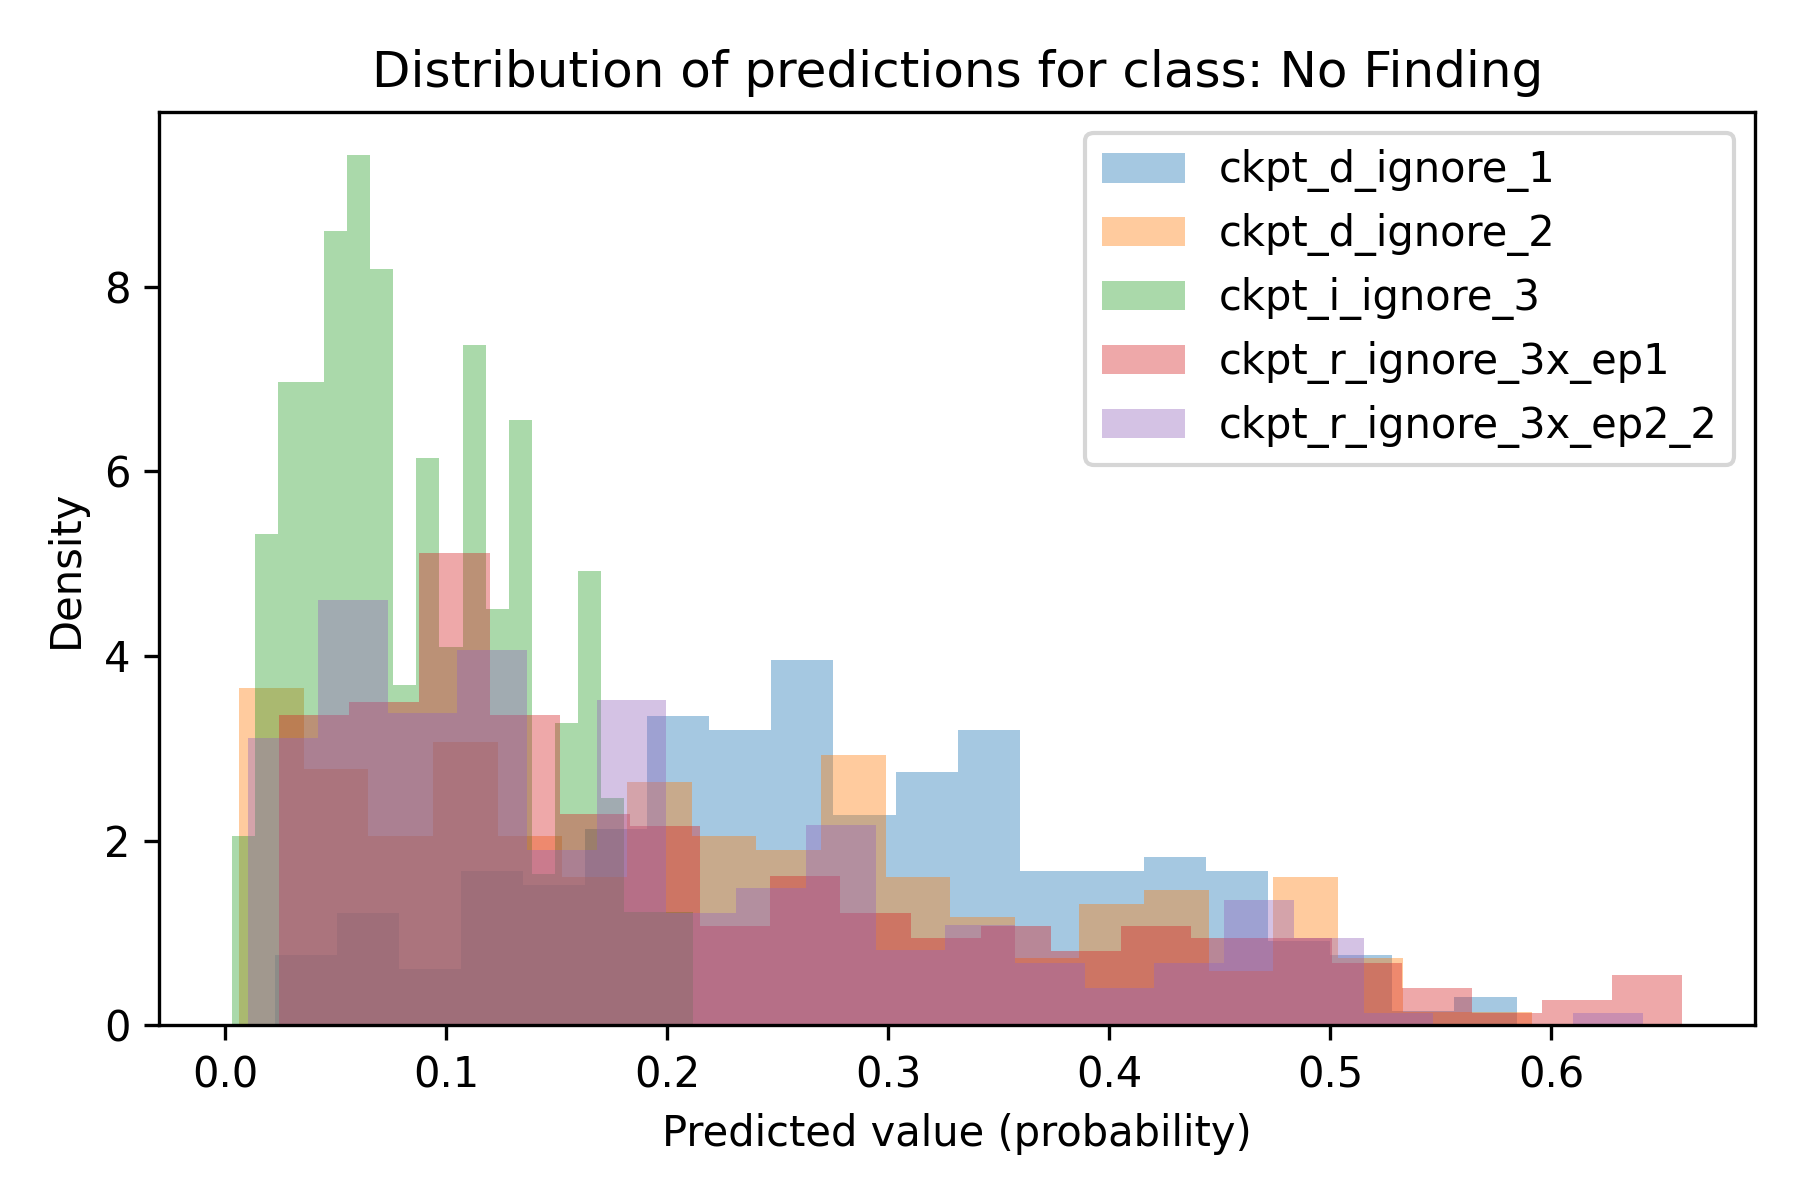 Distribution of predictions for class: No Finding
ckpt_d_ignore_1
ckpt_d_ignore_2
ckpt_i_ignore_3
ckpt_r_ignore_3x_ep1
ckpt_r_ignore_3x_ep2_2
Density
8
6
4
2
0
0.0 0.1 0.2 0.3 0.4 0.5 0.6
Predicted value (probability)